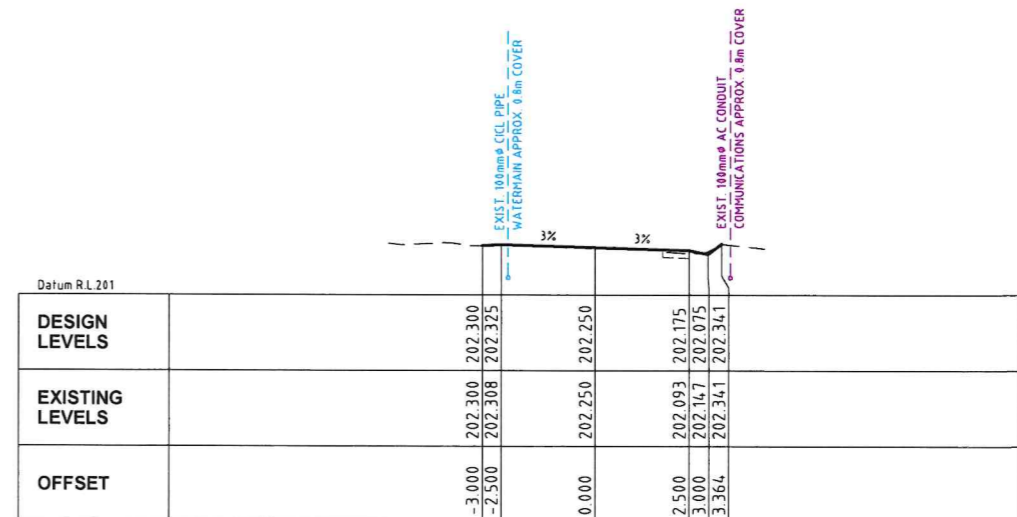 EXIST. 100mmø CICL PIPE
WATERMAIN APPROX. 0.8m COVER
EXIST. 100mmø AC CONDUIT
COMMUNICATIONS APPROX. 0.8m COVER
3%
3%
Datum R.L.201
DESIGN
LEVELS
202.300
202.325
202.250
202.175
202.075
202.341
EXISTING
LEVELS
202.300
202.308
202.250
202.093
202.147
202.341
OFFSET
-3.000
-2.500
0.000
2.500
3.000
3.364